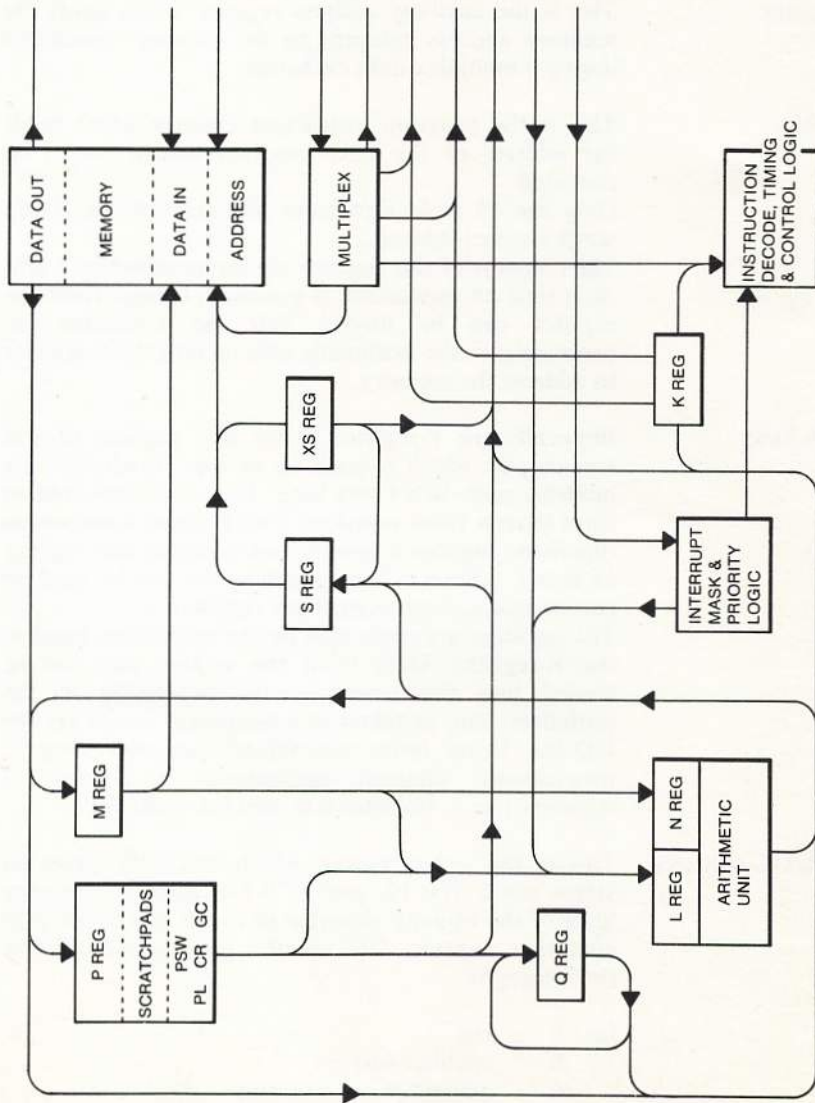 DATA OUT
MEMORY
DATA IN
ADDRESS
MULTIPLEX
INSTRUCTION
DECODE, TIMING
& CONTROL LOGIC
XS REG
K REG
S REG
INTERRUPT
MASK &
PRIORITY
LOGIC
M REG
P REG
SCRATCHPADS
PSW
PL CR GC
Q REG
L REG N REG
ARITHMETIC
UNIT